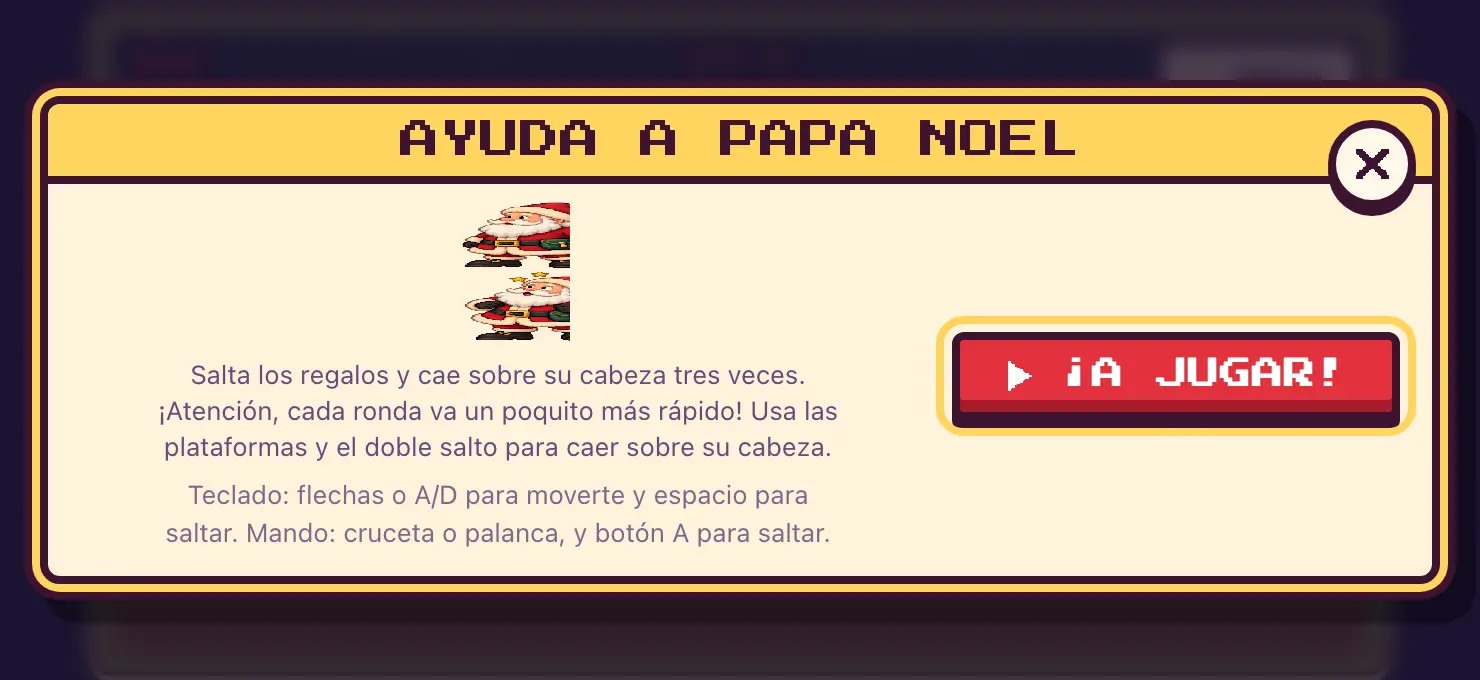 AYUDA A PAPA NOEL
Salta los regalos y cae sobre su cabeza tres veces.
¡Atención, cada ronda va un poquito más rápido! Usa las
plataformas y el doble salto para caer sobre su cabeza.
Teclado: flechas o A/D para moverte y espacio para
saltar. Mando: cruceta o palanca, y botón A para saltar.
¡A JUGAR!